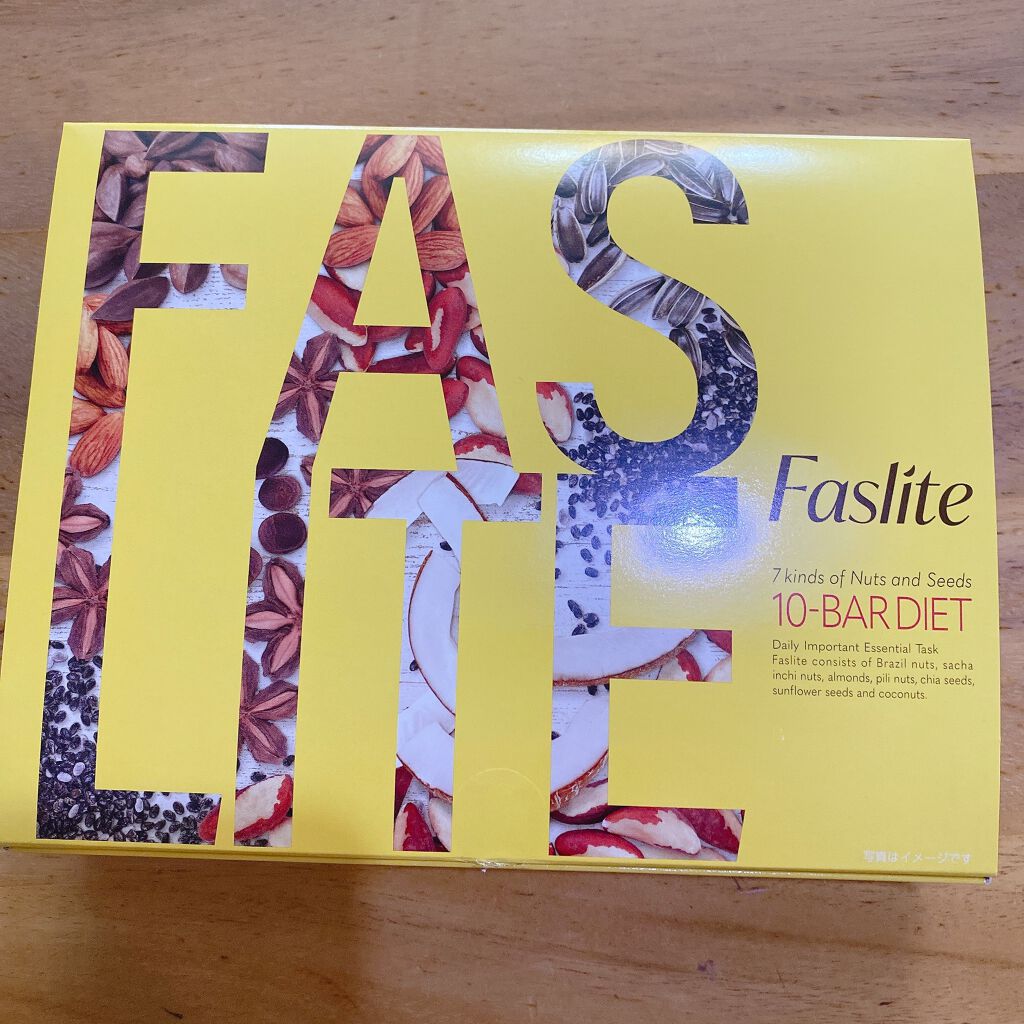 FAS
LITE
Faslite
7 kinds of Nuts and Seeds
10-BAR DIET
Daily Important Essential Task
Faslite consists of Brazil nuts, sacha
inchi nuts, almonds, pili nuts, chia seeds,
sunflower seeds and coconuts.
写真はイメージです